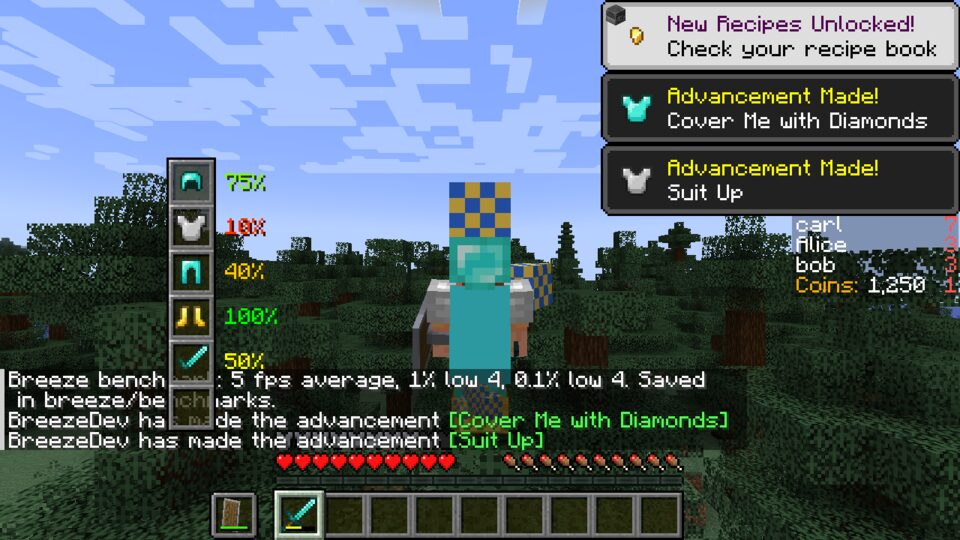 New Recipes Unlocked!
Check your recipe book
Advancement Made!
Cover Me with Diamonds
Advancement Made!
Suit Up
75%
10%
40%
100%
50%
carl
Alice
bob
Coins: 1,250
Breeze bench : 5 fps average, 1% low 4, 0.1% low 4. Saved
in breeze/benchmarks.
BreezeDev has made the advancement [Cover Me with Diamonds]
BreezeDev has made the advancement [Suit Up]